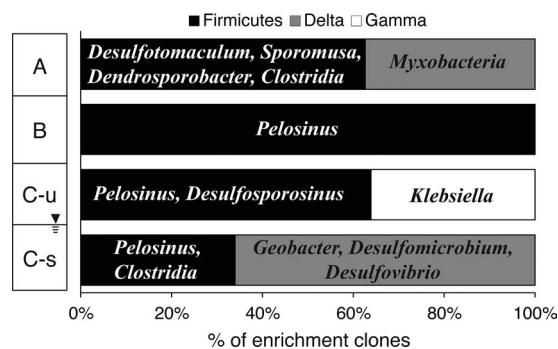 Firmicutes Delta Gamma
A
Desulfotomaculum, Sporomusa,
Dendrosporobacter, Clostridia
Myxobacteria
B
Pelosinus
C-u
Pelosinus, Desulfosporosinus
Klebsiella
C-s
Pelosinus,
Clostridia
Geobacter, Desulfomicrobium,
Desulfovibrio
0% 20% 40% 60% 80% 100%
% of enrichment clones